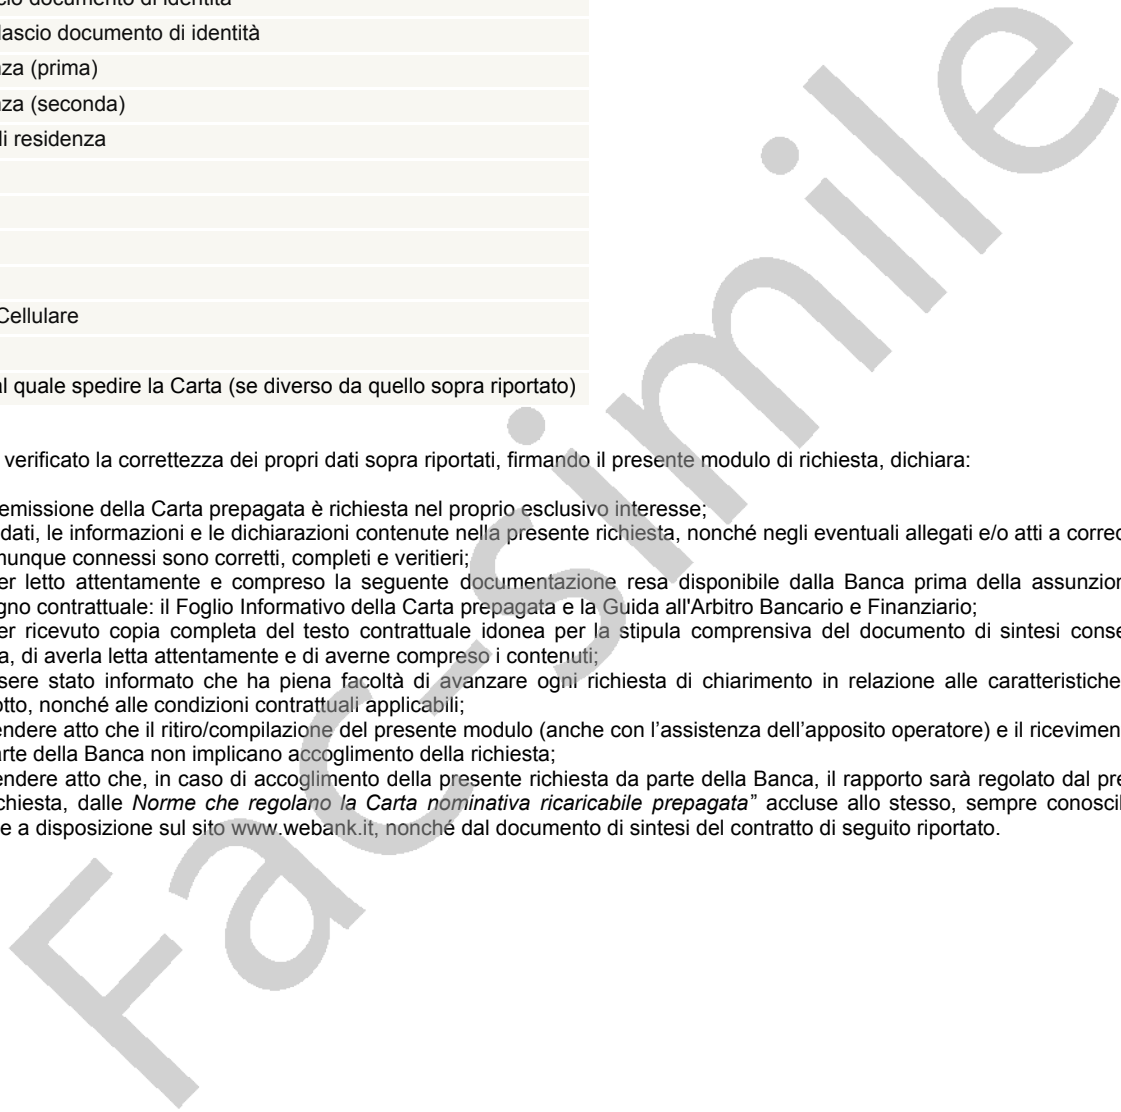 cio documento di identità
lascio documento di identità
nza (prima)
nza (seconda)
di residenza
Cellulare
al quale spedire la Carta (se diverso da quello sopra riportato)
verificato la correttezza dei propri dati sopra riportati, firmando il presente modulo di richiesta, dichiara:
emissione della Carta prepagata è richiesta nel proprio esclusivo interesse;
dati, le informazioni e le dichiarazioni contenute nella presente richiesta, nonché negli eventuali allegati e/o atti a corred
munque connessi sono corretti, completi e veritieri;
er letto attentamente e compreso la seguente documentazione resa disponibile dalla Banca prima della assunzion
gno contrattuale: il Foglio Informativo della Carta prepagata e la Guida all'Arbitro Bancario e Finanziario;
er ricevuto copia completa del testo contrattuale idonea per la stipula comprensiva del documento di sintesi conse
a, di averla letta attentamente e di averne compreso i contenuti;
sere stato informato che ha piena facoltà di avanzare ogni richiesta di chiarimento in relazione alle caratteristiche
otto, nonché alle condizioni contrattuali applicabili;
endere atto che il ritiro/compilazione del presente modulo (anche con l’assistenza dell’apposito operatore) e il ricevimen
arte della Banca non implicano accoglimento della richiesta;
endere atto che, in caso di accoglimento della presente richiesta da parte della Banca, il rapporto sarà regolato dal pre
chiesta, dalle Norme che regolano la Carta nominativa ricaricabile prepagata” accluse allo stesso, sempre conoscil
e a disposizione sul sito www.webank.it, nonché dal documento di sintesi del contratto di seguito riportato.
Fac-simile